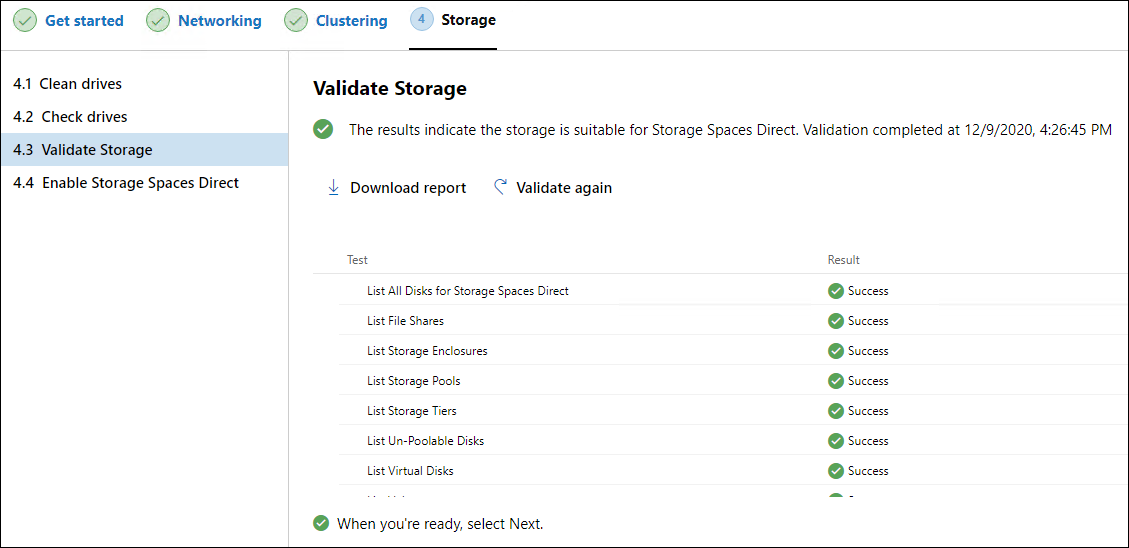 Get started Networking Clustering 4 Storage
4.1 Clean drives
4.2 Check drives
4.3 Validate Storage
4.4 Enable Storage Spaces Direct
Validate Storage
The results indicate the storage is suitable for Storage Spaces Direct. Validation completed at 12/9/2020, 4:26:45 PM
Download report Validate again
Test Result
List All Disks for Storage Spaces Direct Success
List File Shares Success
List Storage Enclosures Success
List Storage Pools Success
List Storage Tiers Success
List Un-Poolable Disks Success
List Virtual Disks Success
When you're ready, select Next.